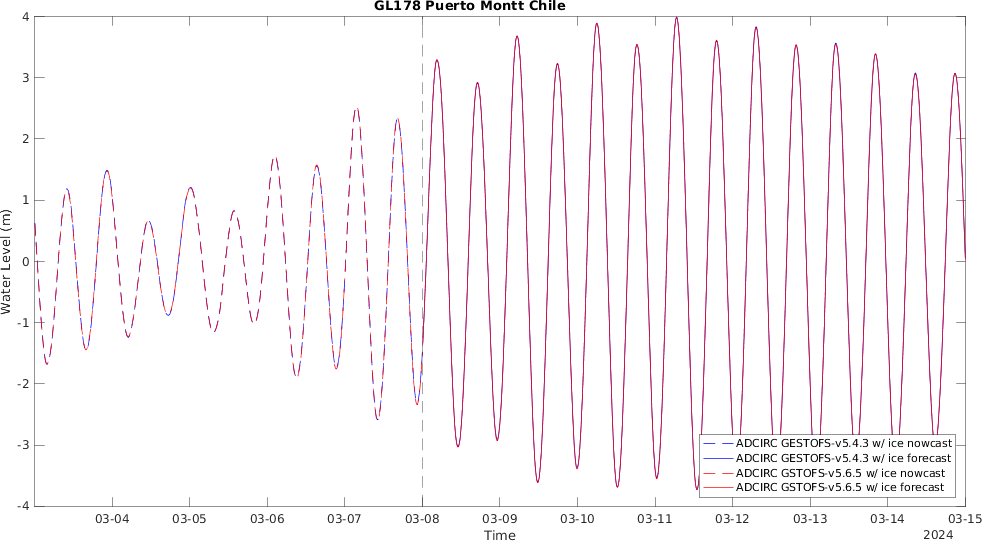 GL178 Puerto Montt Chile
4
3
2
1
0
-1
-2
-3
-4
Water Level (m)
ADCIRC GESTOFS-v5.4.3 w/ ice nowcast
ADCIRC GESTOFS-v5.4.3 w/ ice forecast
ADCIRC GSTOFS-v5.6.5 w/ ice nowcast
ADCIRC GSTOFS-v5.6.5 w/ ice forecast
03-04 03-05 03-06 03-07 03-08 03-09 03-10 03-11 03-12 03-13 03-14 03-15
Time
2024